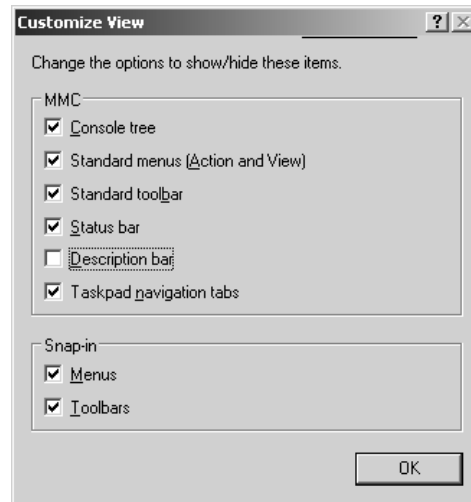 Customize View
Change the options to show/hide these items.
MMC
Console tree
Standard menus (Action and View)
Standard toolbar
Status bar
Description bar
Taskpad navigation tabs
Snap-in
Menus
Toolbars
OK